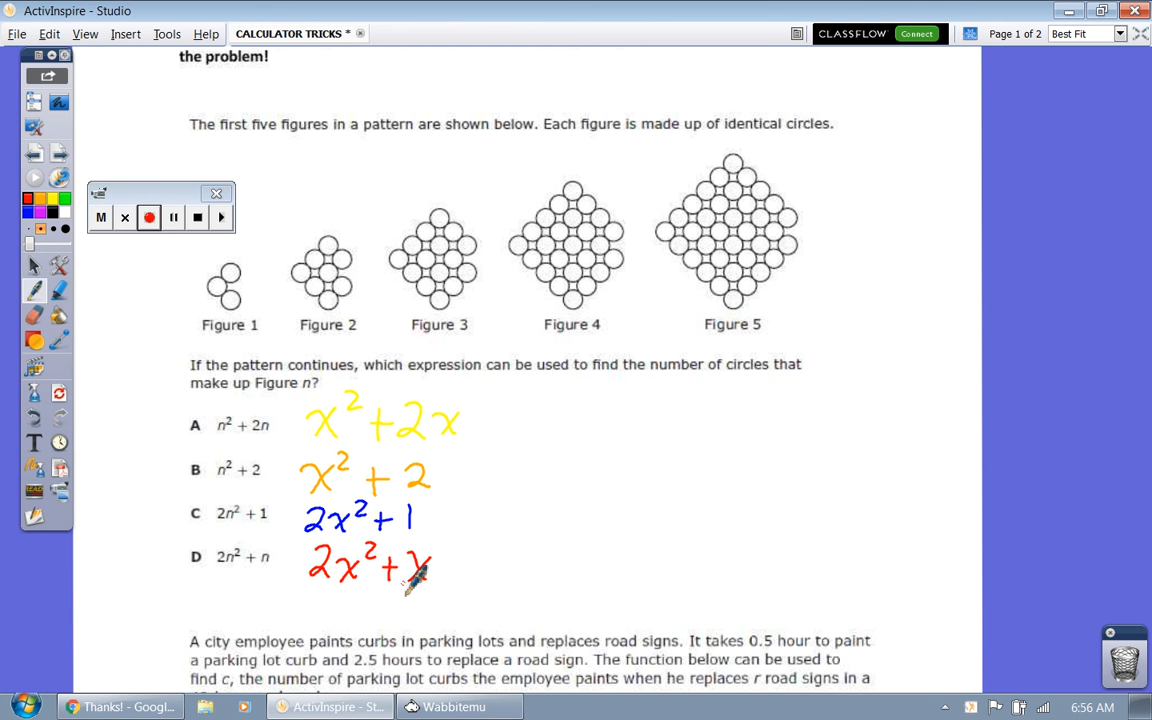 ActivInspire - Studio
File Edit View Insert Tools Help CALCULATOR TRICKS * CLASSFLOW Connect Page 1 of 2 Best Fit
the problem!
The first five figures in a pattern are shown below. Each figure is made up of identical circles.
M
Figure 1 Figure 2 Figure 3 Figure 4 Figure 5
If the pattern continues, which expression can be used to find the number of circles that
make up Figure n?
A n² + 2n x² + 2x
B n² + 2 x² + 2
C 2n² + 1 2x² + 1
D 2n² + n 2x² + x
A city employee paints curbs in parking lots and replaces road signs. It takes 0.5 hour to paint
a parking lot curb and 2.5 hours to replace a road sign. The function below can be used to
find c, the number of parking lot curbs the employee paints when he replaces r road signs in a
Thanks! - Googl... ActivInspire - St... Wabbitemu 6:56 AM